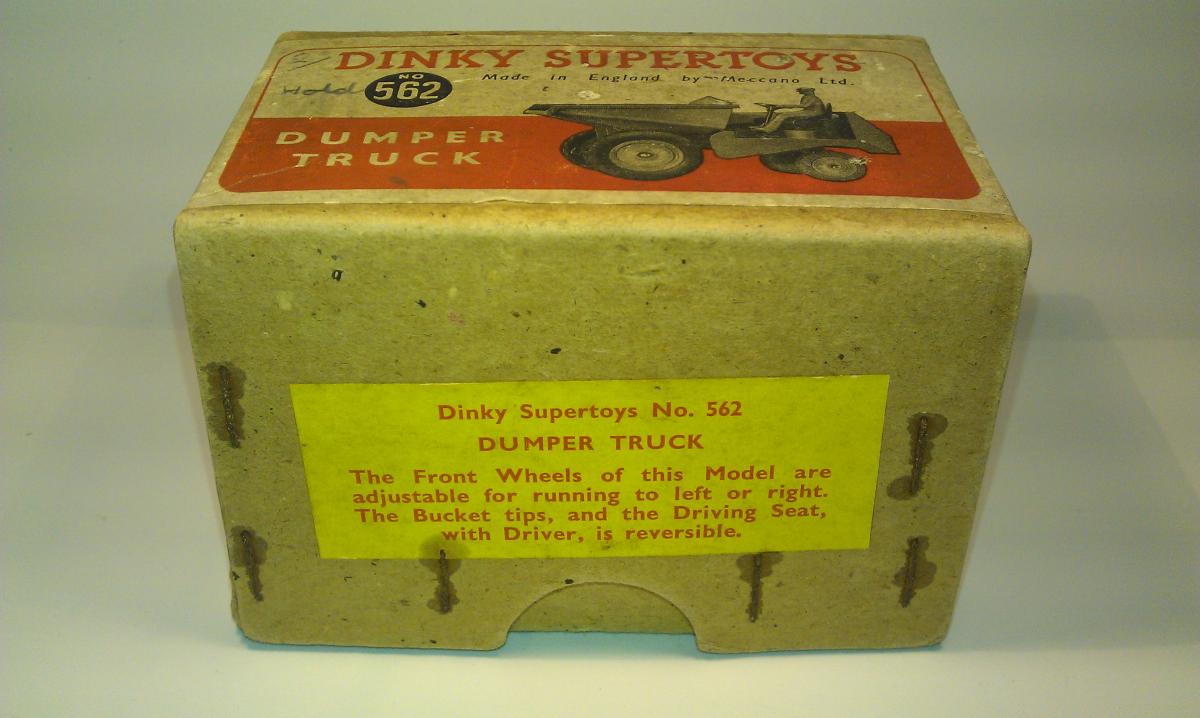 DINKY SUPERTOYS
Made in England by Meccano Ltd.
NO
562
Hold
DUMPER
TRUCK
Dinky Supertoys No. 562
DUMPER TRUCK
The Front Wheels of this Model are
adjustable for running to left or right.
The Bucket tips, and the Driving Seat,
with Driver, is reversible.